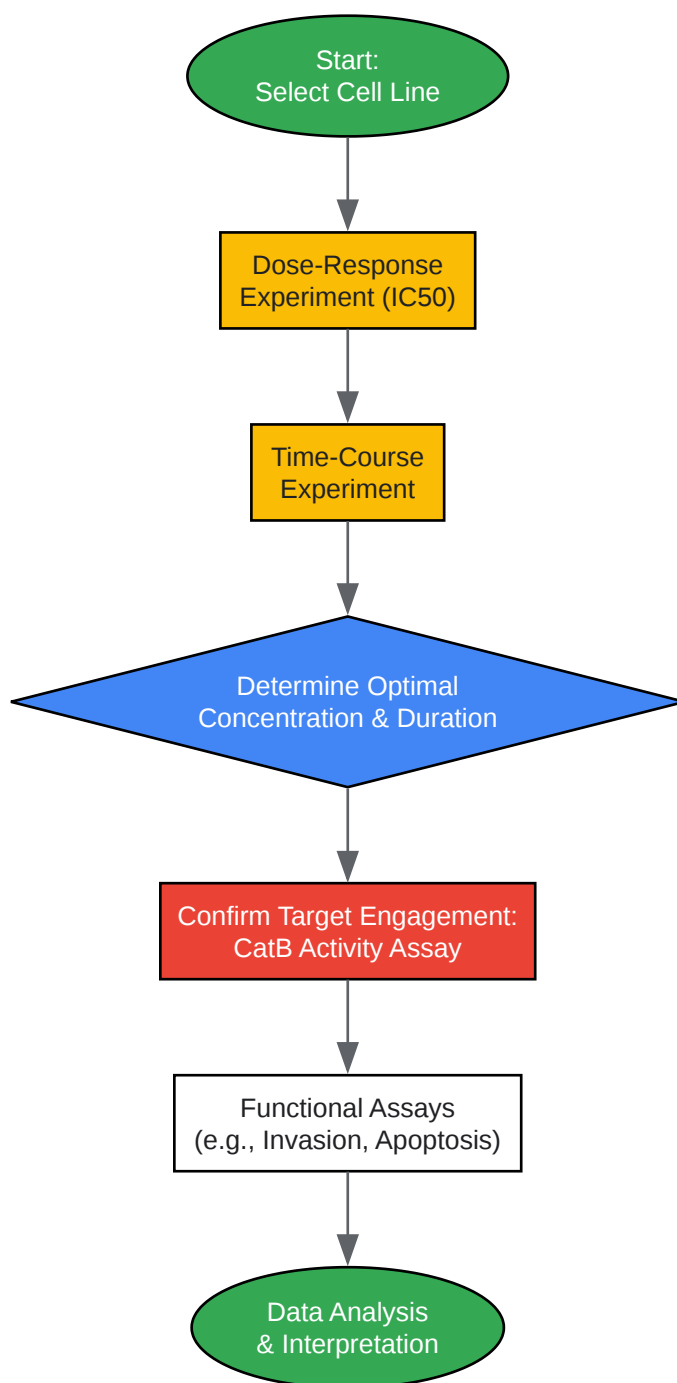 Start:
Select Cell Line
Dose-Response
Experiment (IC50)
Time-Course
Experiment
Determine Optimal
Concentration & Duration
Confirm Target Engagement:
CatB Activity Assay
Functional Assays
(e.g., Invasion, Apoptosis)
Data Analysis
& Interpretation